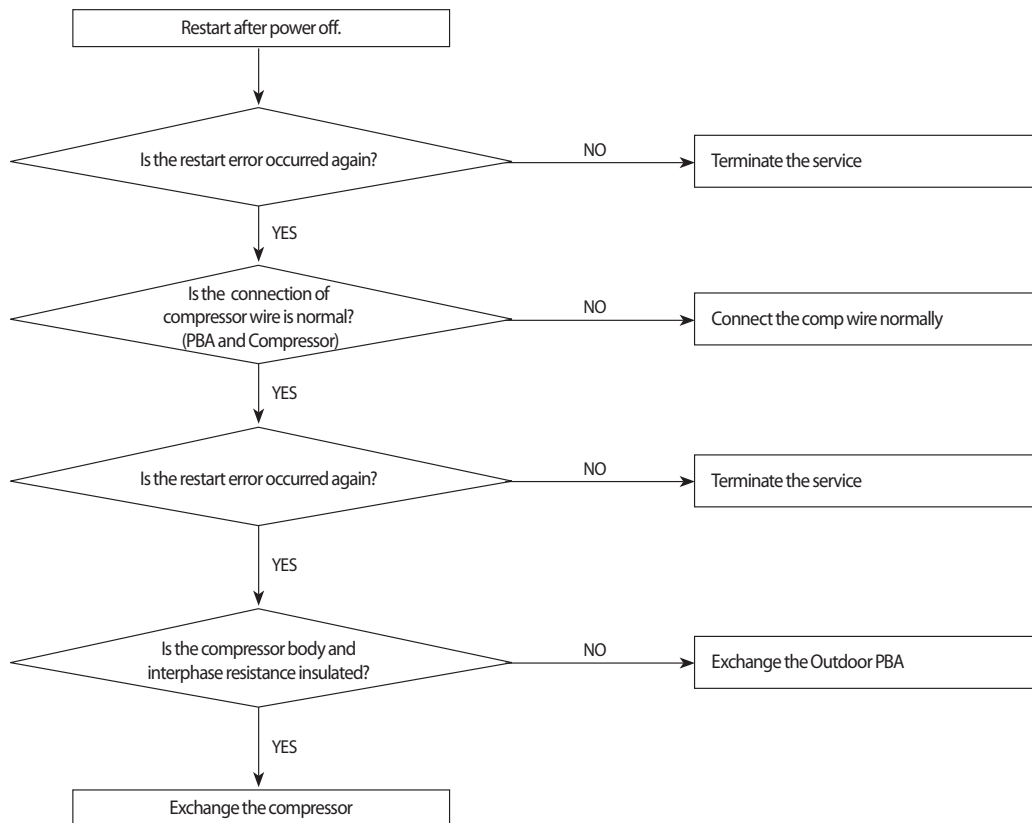 Restart after power off.
Is the restart error occurred again?
NO
Terminate the service
YES
Is the connection of
compressor wire is normal?
(PBA and Compressor)
NO
Connect the comp wire normally
YES
Is the restart error occurred again?
NO
Terminate the service
YES
Is the compressor body and
interphase resistance insulated?
NO
Exchange the Outdoor PBA
YES
Exchange the compressor